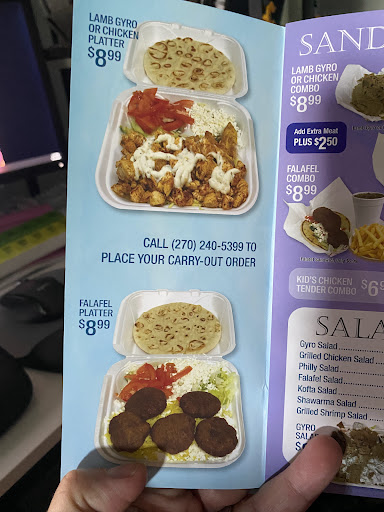 LAMB GYRO
OR CHICKEN
PLATTER
$8.99
CALL (270) 240-5399 TO
PLACE YOUR CARRY-OUT ORDER
FALAFEL
PLATTER
$8.99
SAND
LAMB GYRO
OR CHICKEN
COMBO
$8.99
Add Extra Meat
PLUS $2.50
FALAFEL
COMBO
$8.99
KID'S CHICKEN
TENDER COMBO $6
SALA
Gyro Salad
Grilled Chicken Salad
Philly Salad
Falafel Salad
Kofta Salad
Shawarma Salad
Grilled Shrimp Salad
GYRO
SALAD
$